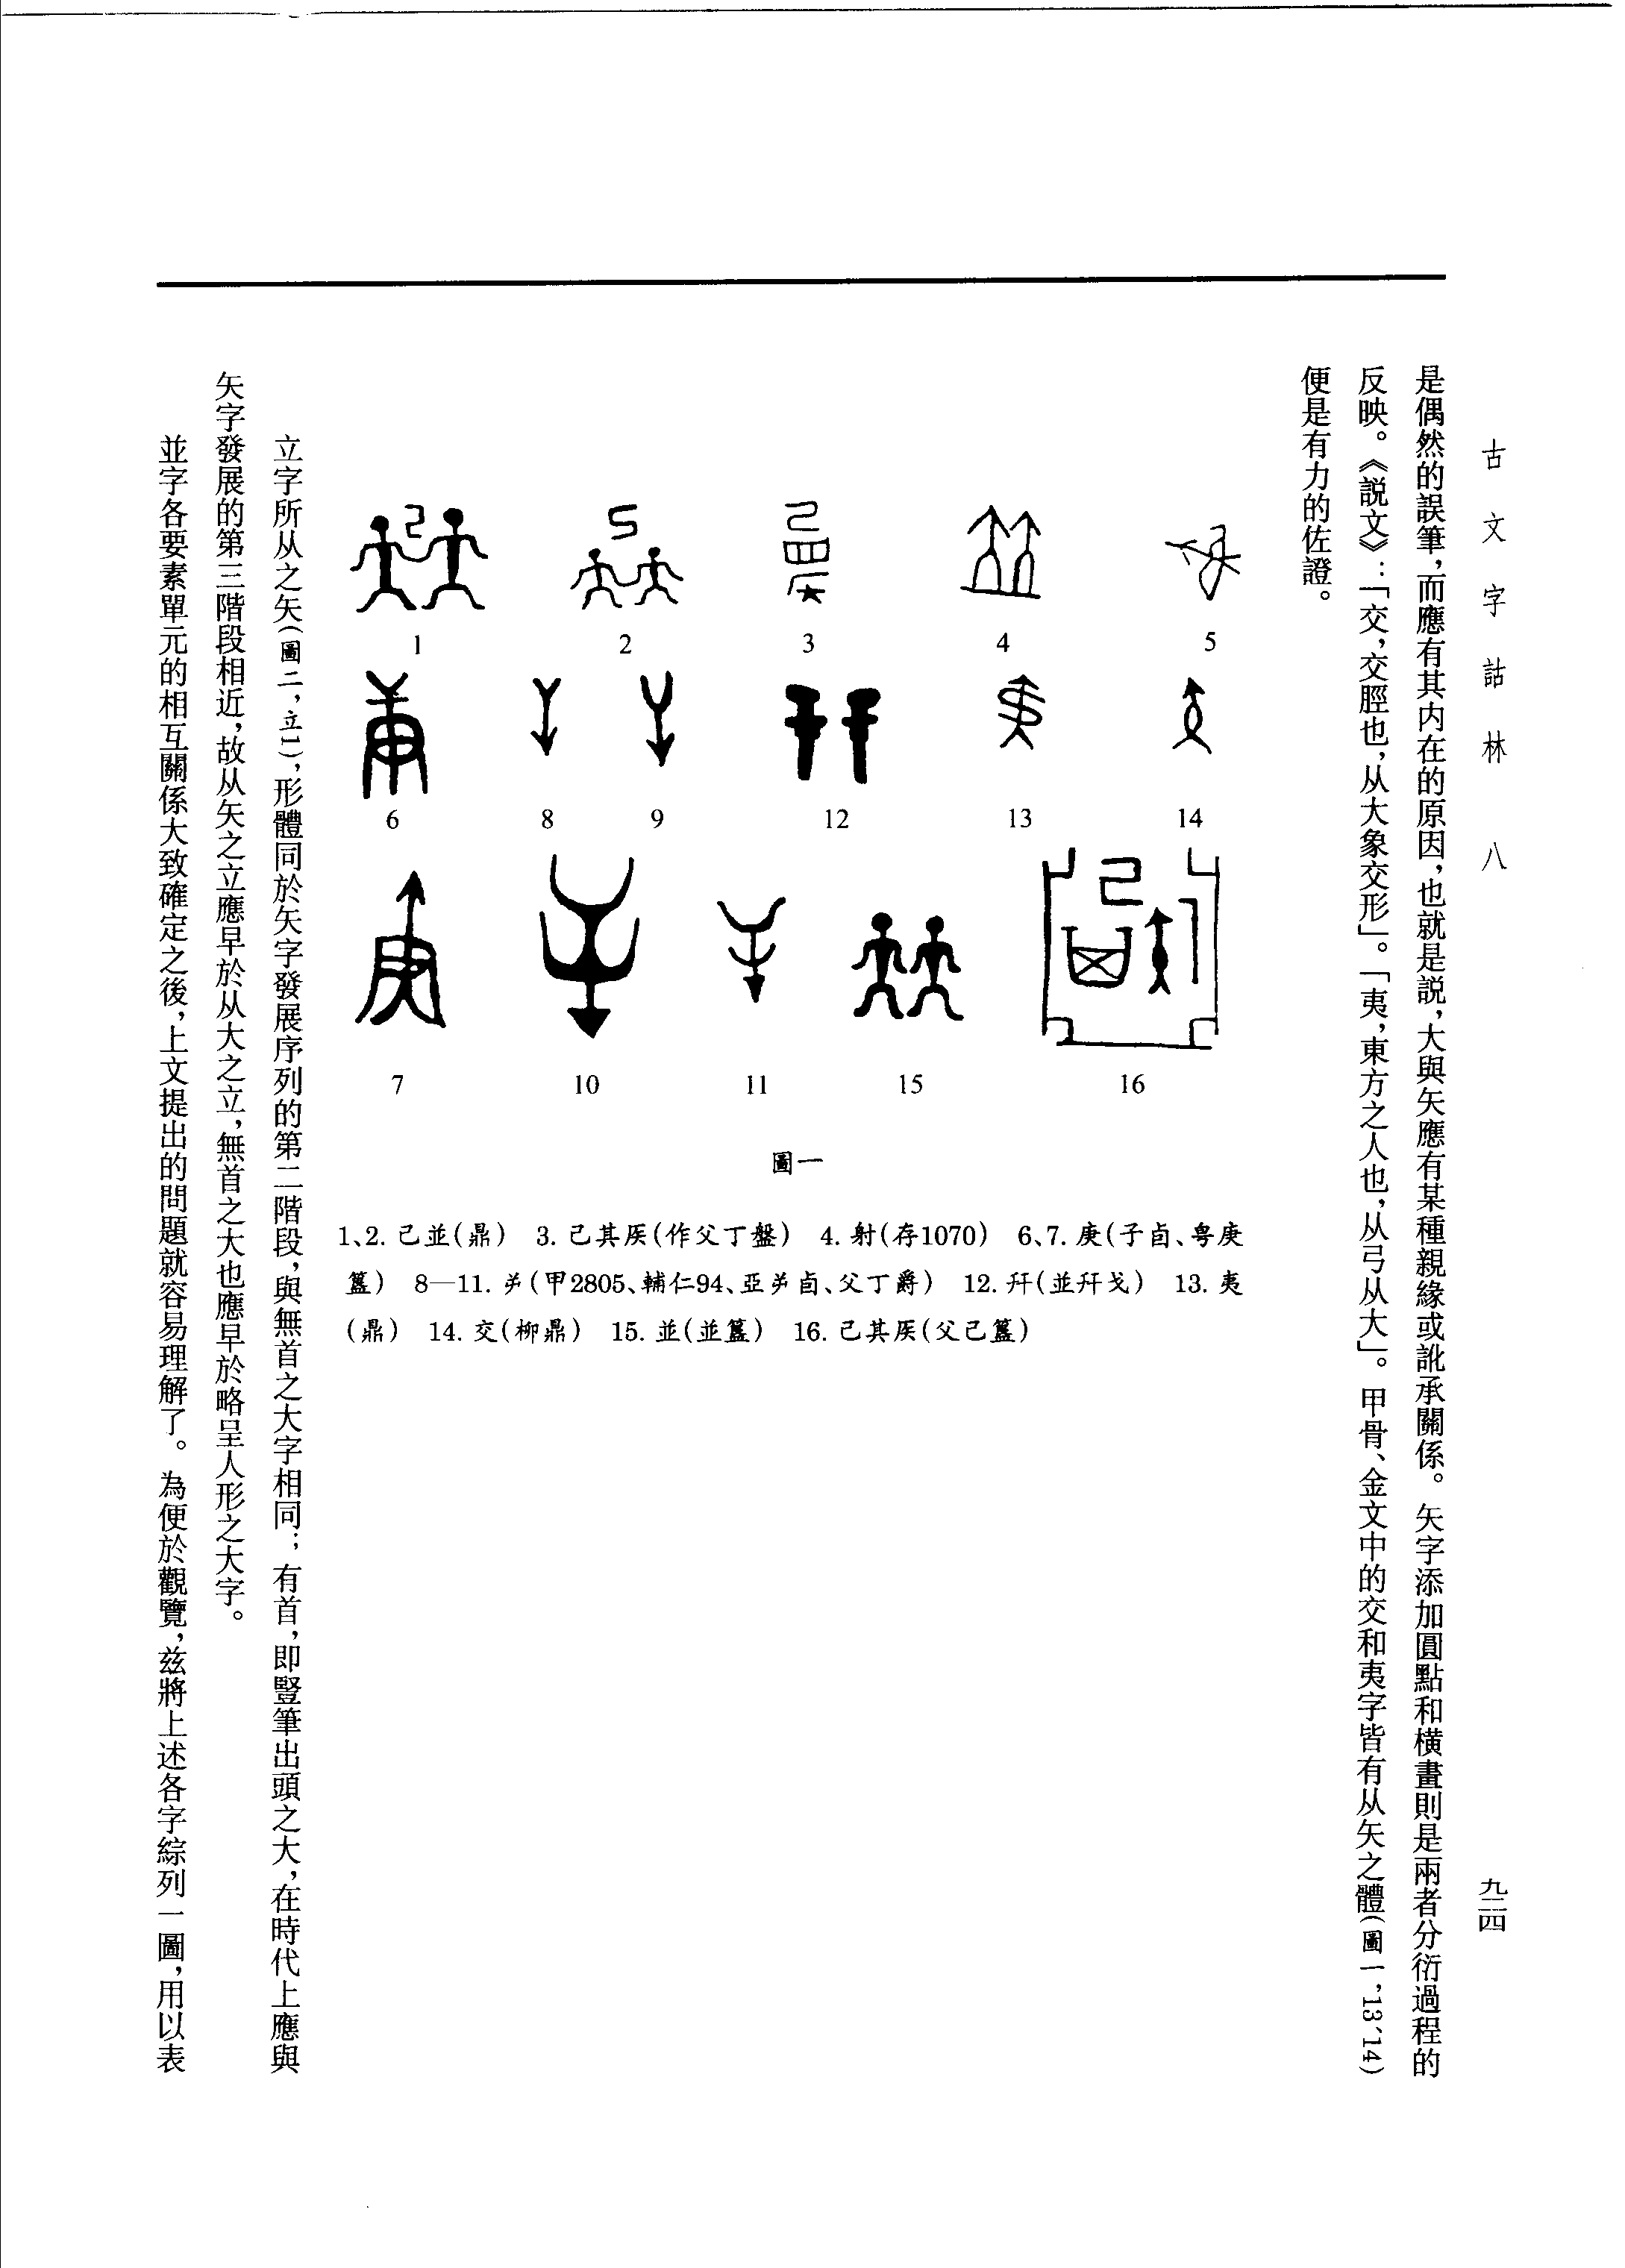 古文字詁林　八
九二四
是偶然的誤筆，而應有其内在的原因，也就是説，大與矢應有某種親緣或訛承關係。矢字添加圓點和橫畫則是兩者分衍過程的
反映。《説文》：「交，交脛也，从大象交形」。「夷，東方之人也，从弓从大」。甲骨、金文中的交和夷字皆有从矢之體（圖一，13、14）
便是有力的佐證。
1 2 3 4 5
6 8 9 12 13 14
7 10 11 15 16
圖一
1、2. 己並(鼎)　3. 己其矦(作父丁盤)　4. 射(存1070)　6、7. 庚(子卣、粤庚
簋)　8—11. 屰(甲2805、輔仁94、亞屰卣、父丁爵)　12. 幵(並幵戈)　13. 夷
(鼎)　14. 交(柳鼎)　15. 並(並簋)　16. 己其矦(父己簋)
立字所从之矢（圖二，立1），形體同於矢字發展序列的第二階段，與無首之大字相同；有首，即豎筆出頭之大，在時代上應與
矢字發展的第三階段相近，故从矢之立應早於从大之立，無首之大也應早於略呈人形之大字。
並字各要素單元的相互關係大致確定之後，上文提出的問題就容易理解了。為便於觀覽，兹將上述各字綜列一圖，用以表